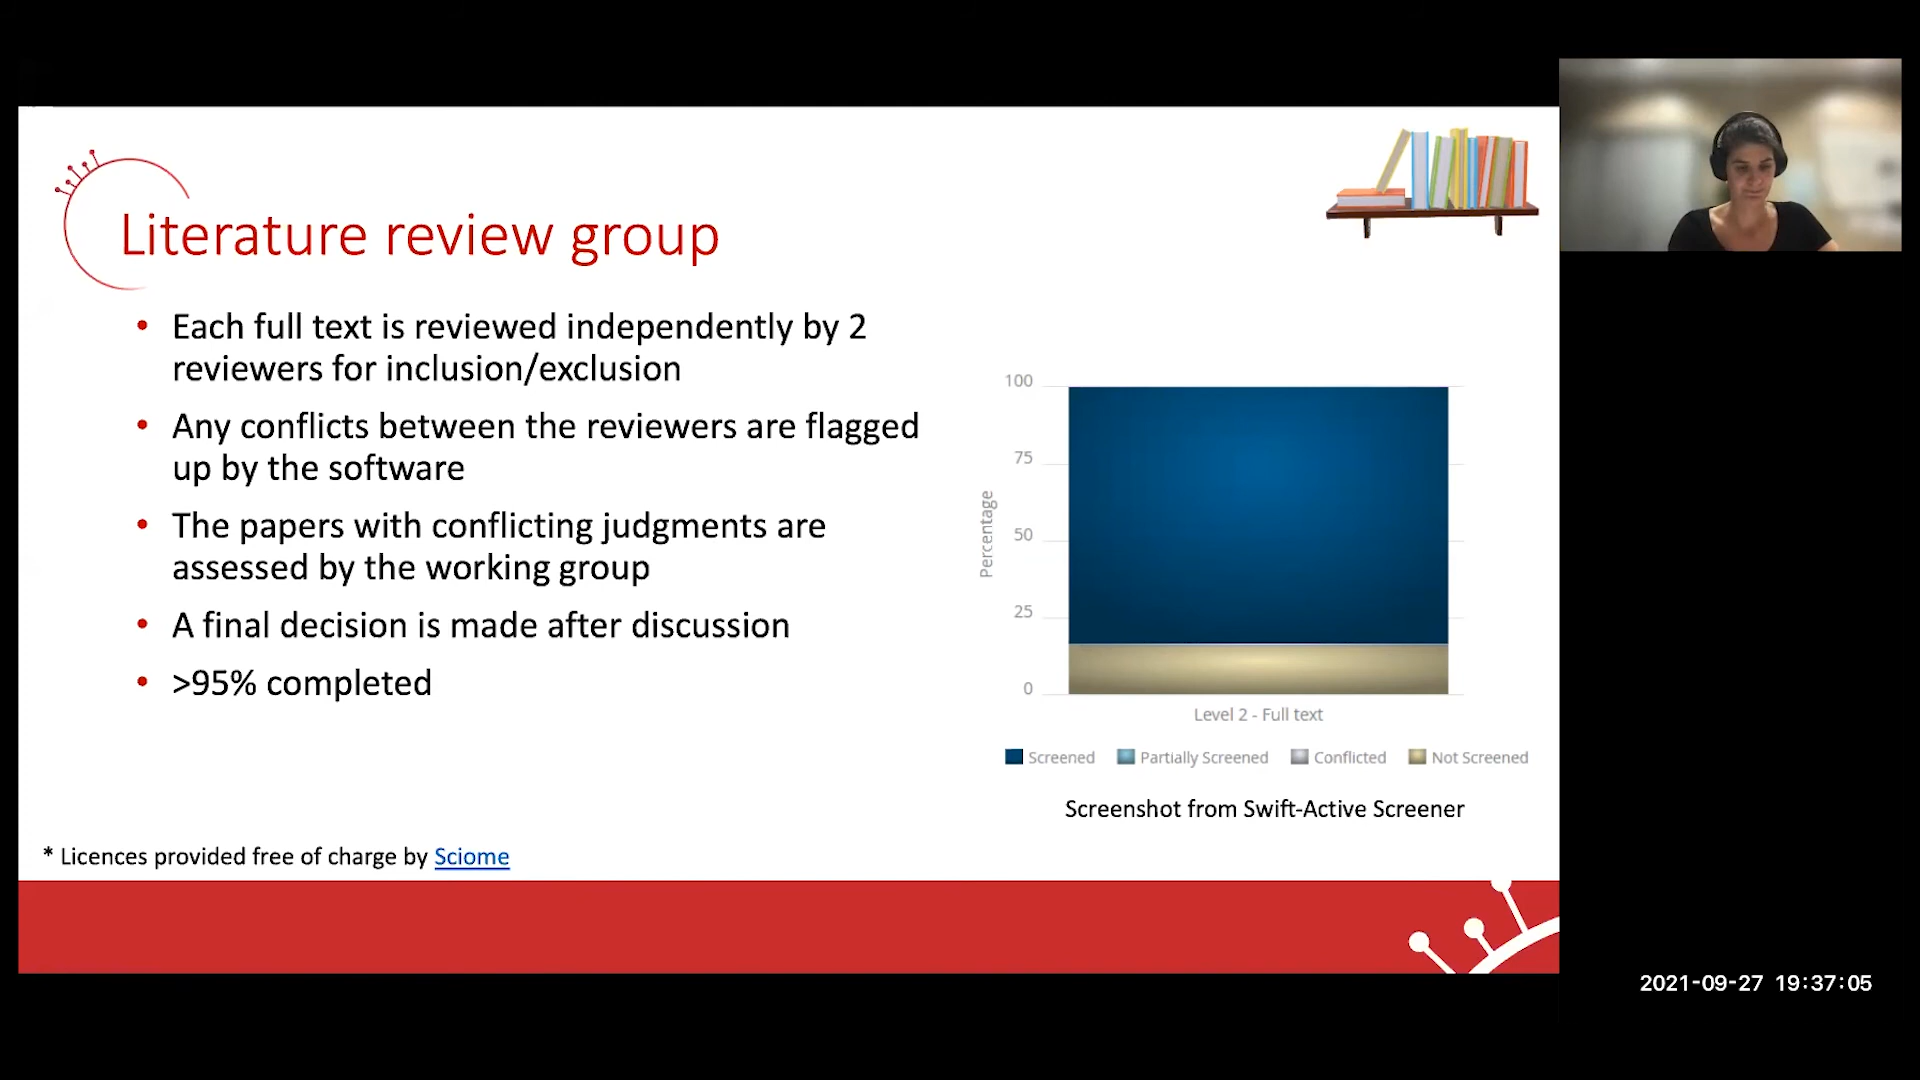 Literature review group
• Each full text is reviewed independently by 2
reviewers for inclusion/exclusion
• Any conflicts between the reviewers are flagged
up by the software
• The papers with conflicting judgments are
assessed by the working group
• A final decision is made after discussion
• >95% completed
100
75
50
25
0
Percentage
Level 2 - Full text
Screened Partially Screened Conflicted Not Screened
Screenshot from Swift-Active Screener
* Licences provided free of charge by Sciome
2021-09-27 19:37:05